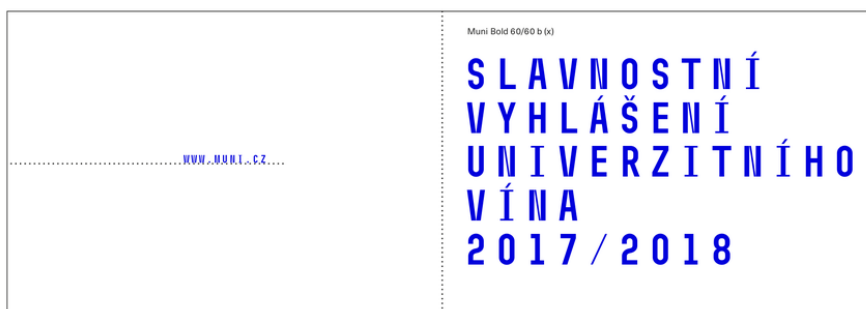 Muni Bold 60/60 b (x)
SLAVNOSTNÍ
VYHLÁŠENÍ
UNIVERZITNÍHO
VÍNA
2017/2018
WWW.MUNI.CZ